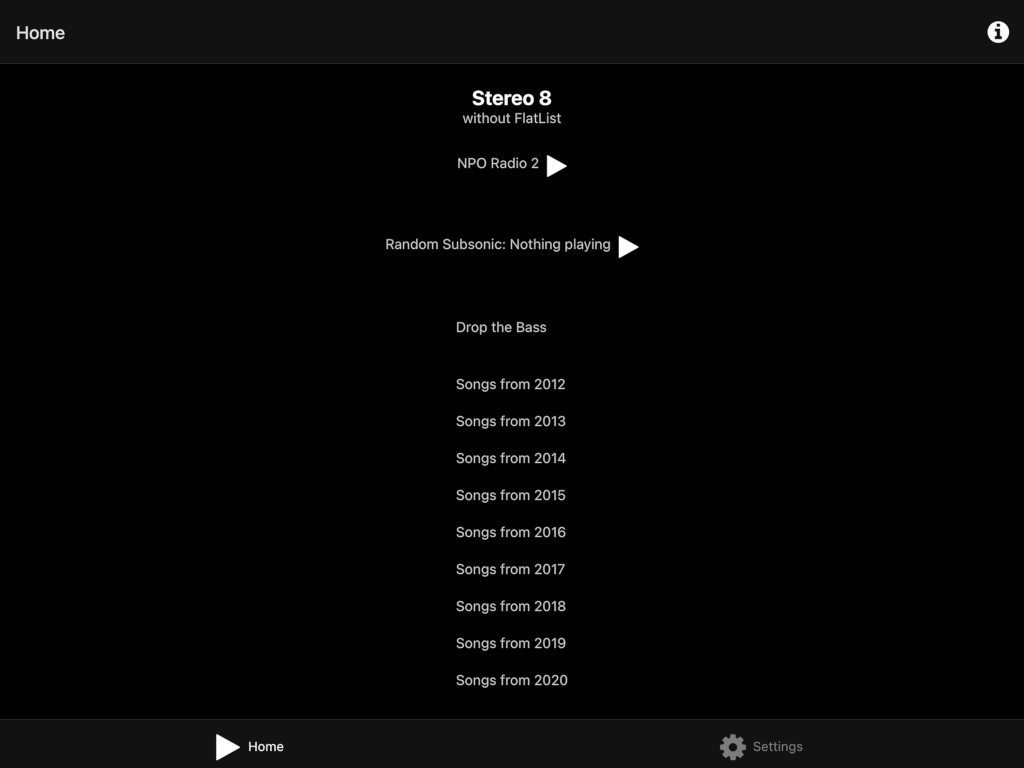 Home
Stereo 8
without FlatList
NPO Radio 2
Random Subsonic: Nothing playing
Drop the Bass
Songs from 2012
Songs from 2013
Songs from 2014
Songs from 2015
Songs from 2016
Songs from 2017
Songs from 2018
Songs from 2019
Songs from 2020
Home
Settings